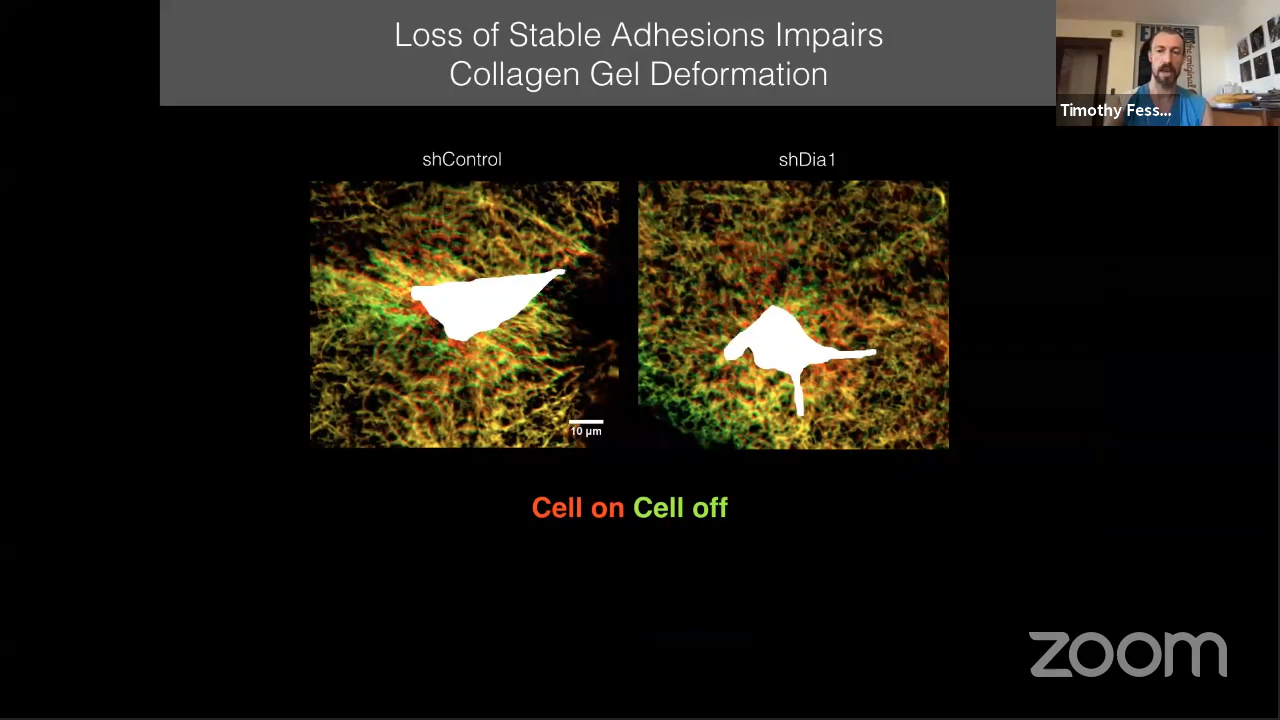 Loss of Stable Adhesions Impairs
Collagen Gel Deformation
Timothy Fess...
shControl
shDia1
10 µm
Cell on Cell off
zoom